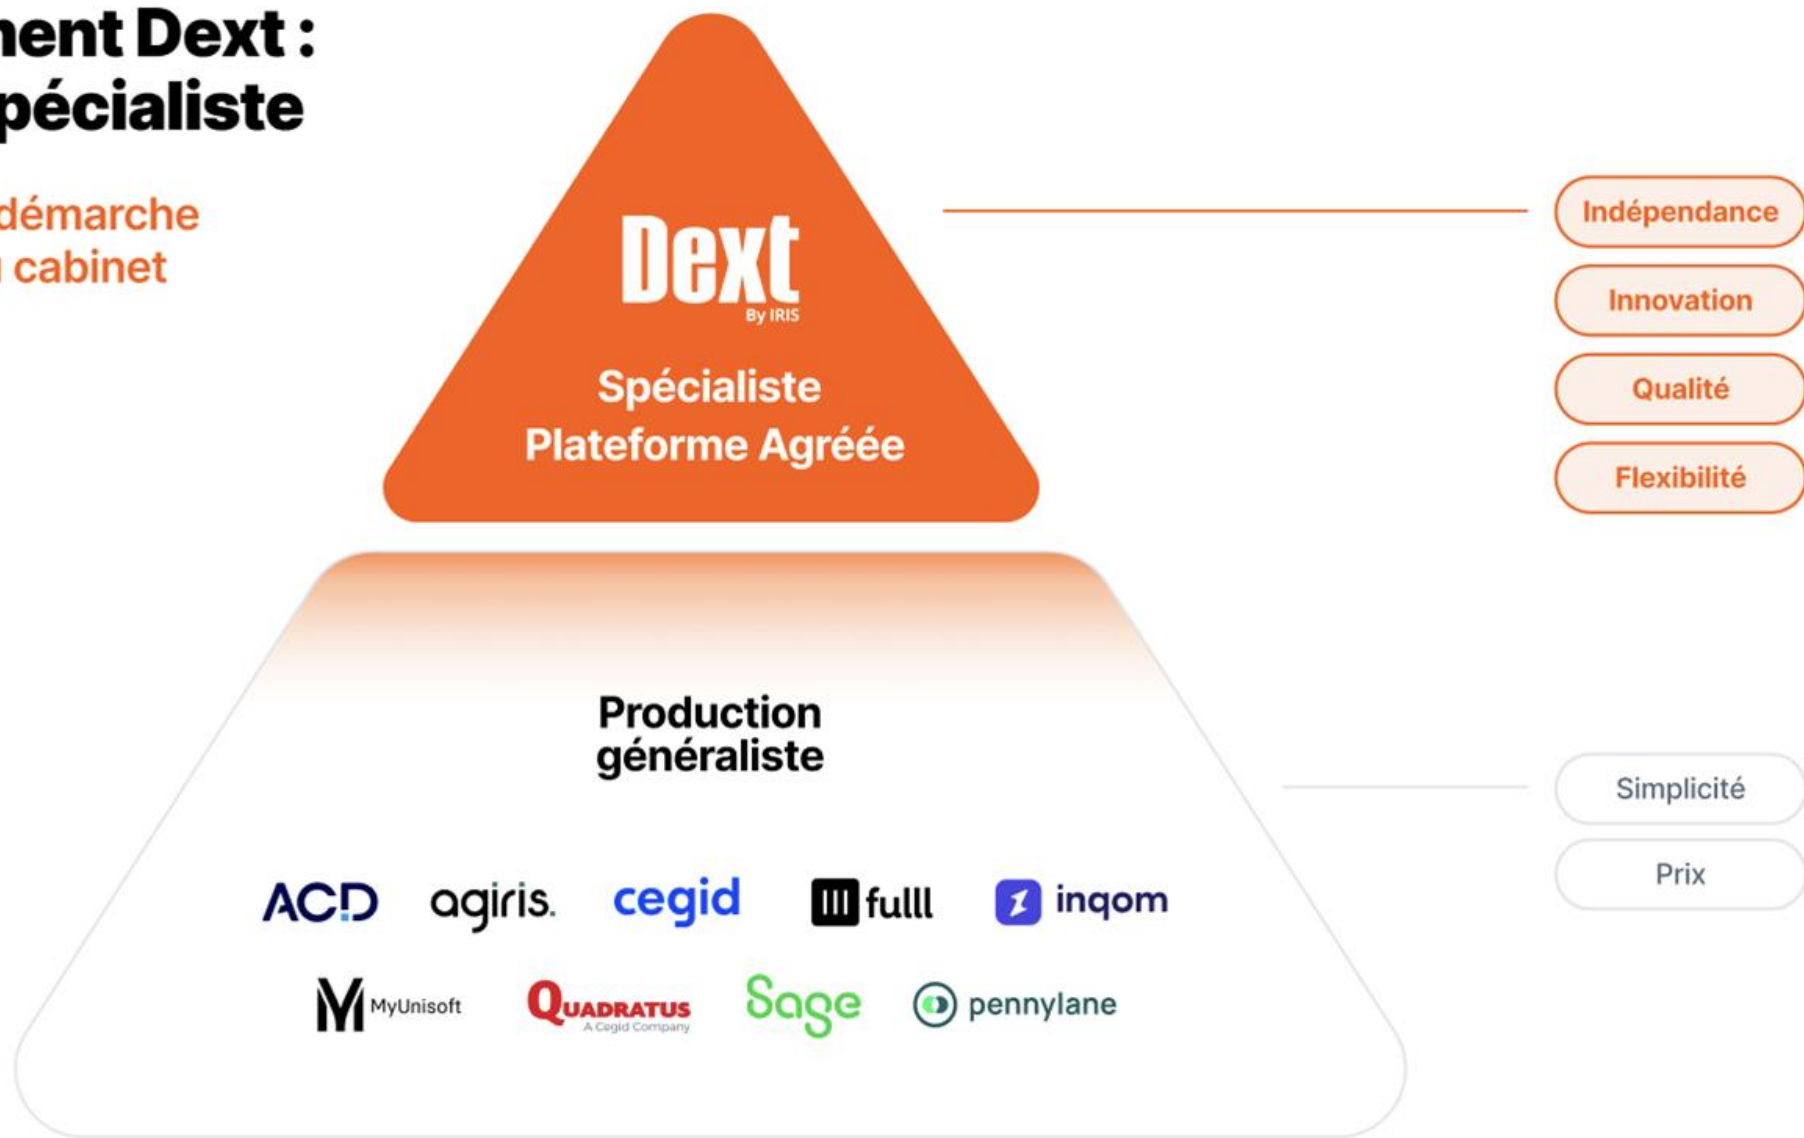 ment Dext :
pécialiste
démarche
cabinet
Dext
By IRIS
Spécialiste
Plateforme Agréée
Indépendance
Innovation
Qualité
Flexibilité
Production
généraliste
Simplicité
Prix
ACD
agiris.
cegid
fulll
inqom
MyUnisoft
QUADRATUS
A Cegid Company
Sage
pennylane